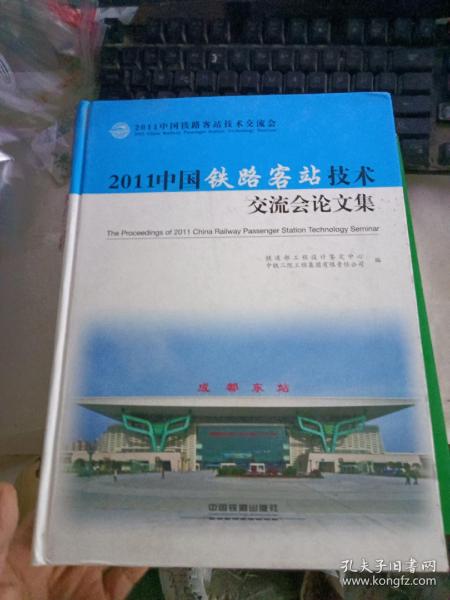 2011中国铁路客站技术交流会
2011 China Railway Passenger Station Technology Seminar
2011中国铁路客站技术
交流会论文集
The Proceedings of 2011 China Railway Passenger Station Technology Seminar
铁道部工程设计鉴定中心
中铁二院工程集团有限责任公司 编
成都东站
中国铁道出版社
孔夫子旧书网
www.kongfz.com